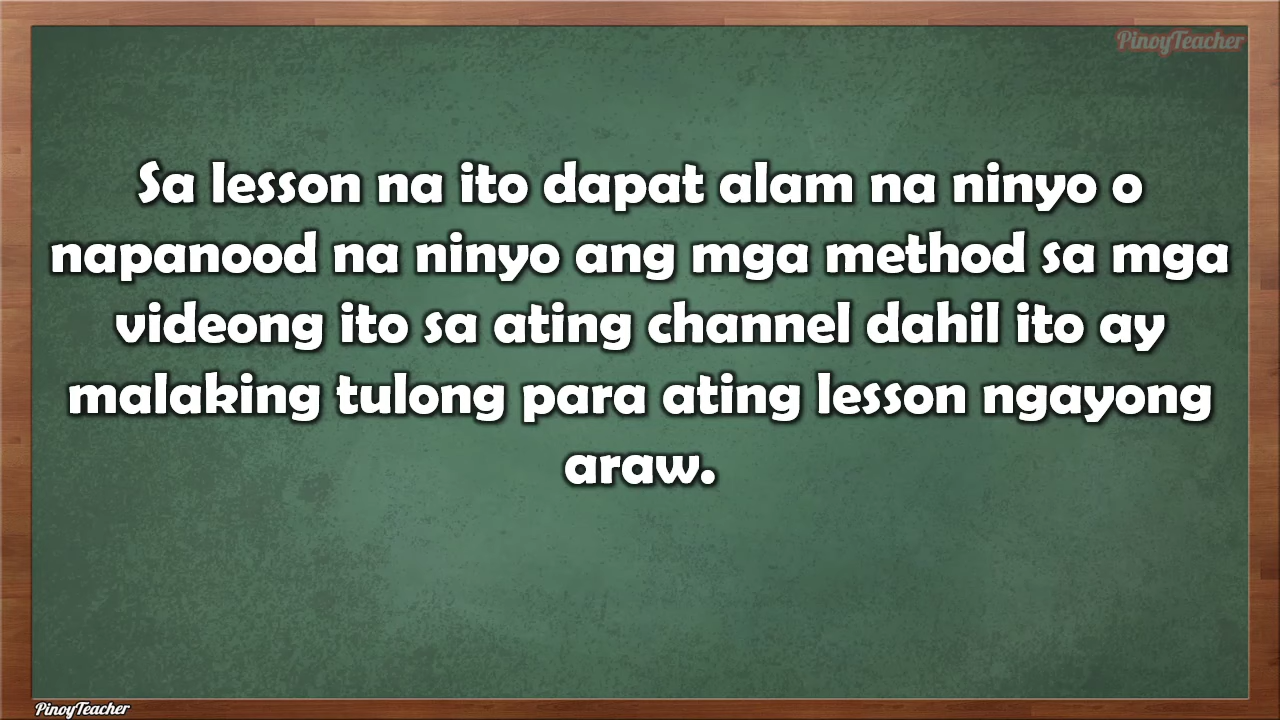 PinoyTeacher
Sa lesson na ito dapat alam na ninyo o
napanood na ninyo ang mga method sa mga
videong ito sa ating channel dahil ito ay
malaking tulong para ating lesson ngayong
araw.
PinoyTeacher